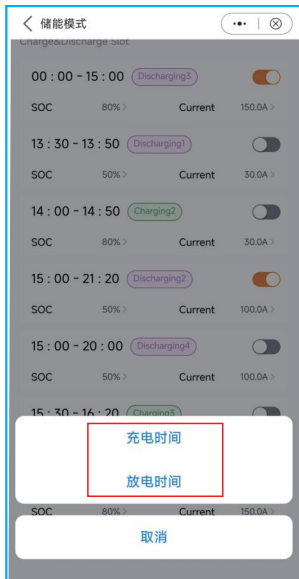 储能模式
Charge&Discharge Slot
00 : 00 - 15 : 00 Discharging3
SOC 80% > Current 150.0A >
13 : 30 - 13 : 50 Discharging1
SOC 50% > Current 30.0A >
14 : 00 - 14 : 50 Charging2
SOC 80% > Current 30.0A >
15 : 00 - 21 : 20 Discharging2
SOC 50% > Current 100.0A >
15 : 00 - 20 : 00 Discharging4
SOC 50% > Current 100.0A >
15 : 30 - 16 : 20 Charging3
充电时间
放电时间
SOC 80% > Current 150.0A >
取消